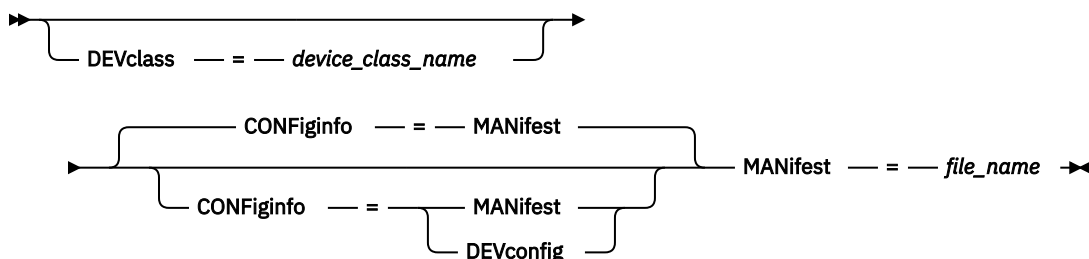 DEVclass = device_class_name
CONFiginfo = MANifest
MANifest = file_name
CONFiginfo = MANifest
DEVconfig